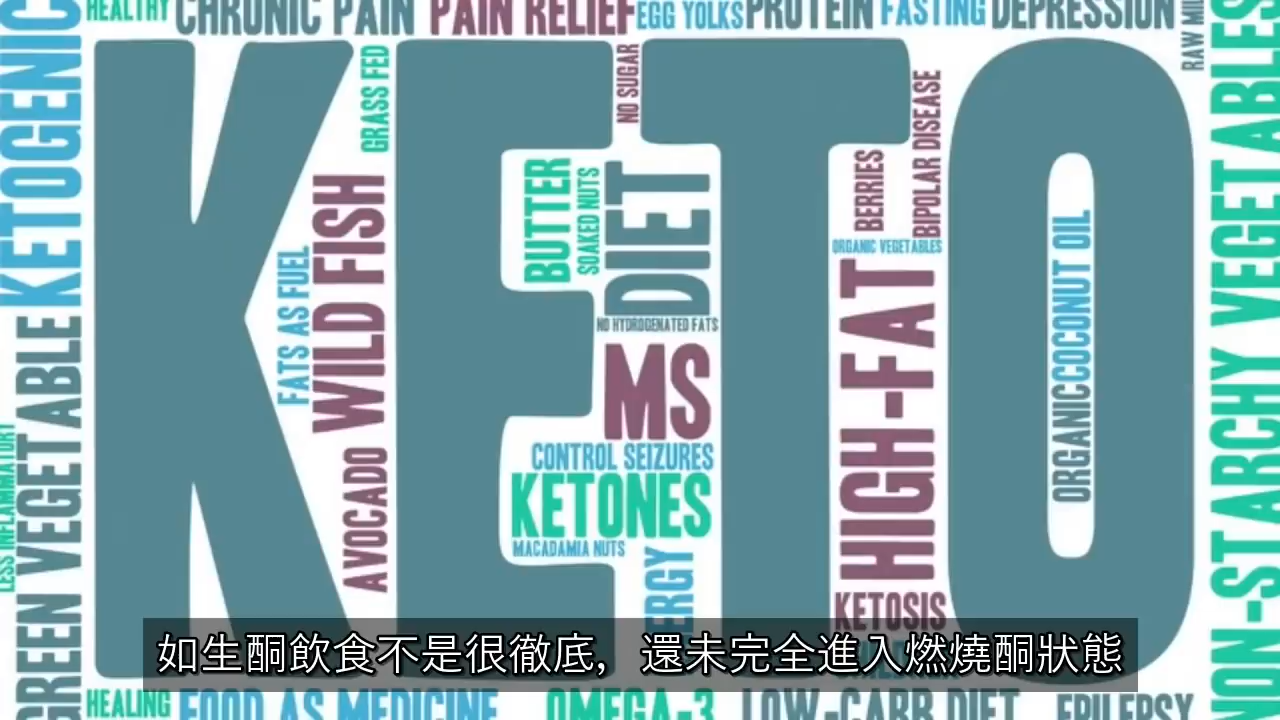 HEALTHY
CHRONIC PAIN
PAIN RELIEF
EGG YOLKS
PROTEIN
FASTING
DEPRESSION
KETOGENIC
GREEN VEGETABLE
LESS INFLAMMATORY
KETO
GRASS FED
FATS AS FUEL
WILD FISH
AVOCADO
NO SUGAR
BUTTER
SOAKED NUTS
DIET
NO HYDROGENATED FATS
MS
CONTROL SEIZURES
KETONES
MACADAMIA NUTS
BERRIES
BIPOLAR DISEASE
ORGANIC VEGETABLES
HIGH-FAT
KETOSIS
ORGANIC COCONUT OIL
RAW
NON-STARCHY VEGETABLES
如生酮飲食不是很徹底, 還未完全進入燃燒酮狀態
HEALING
FOOD AS MEDICINE
OMEGA-3
LOW-CARB DIET
EPILEPSY